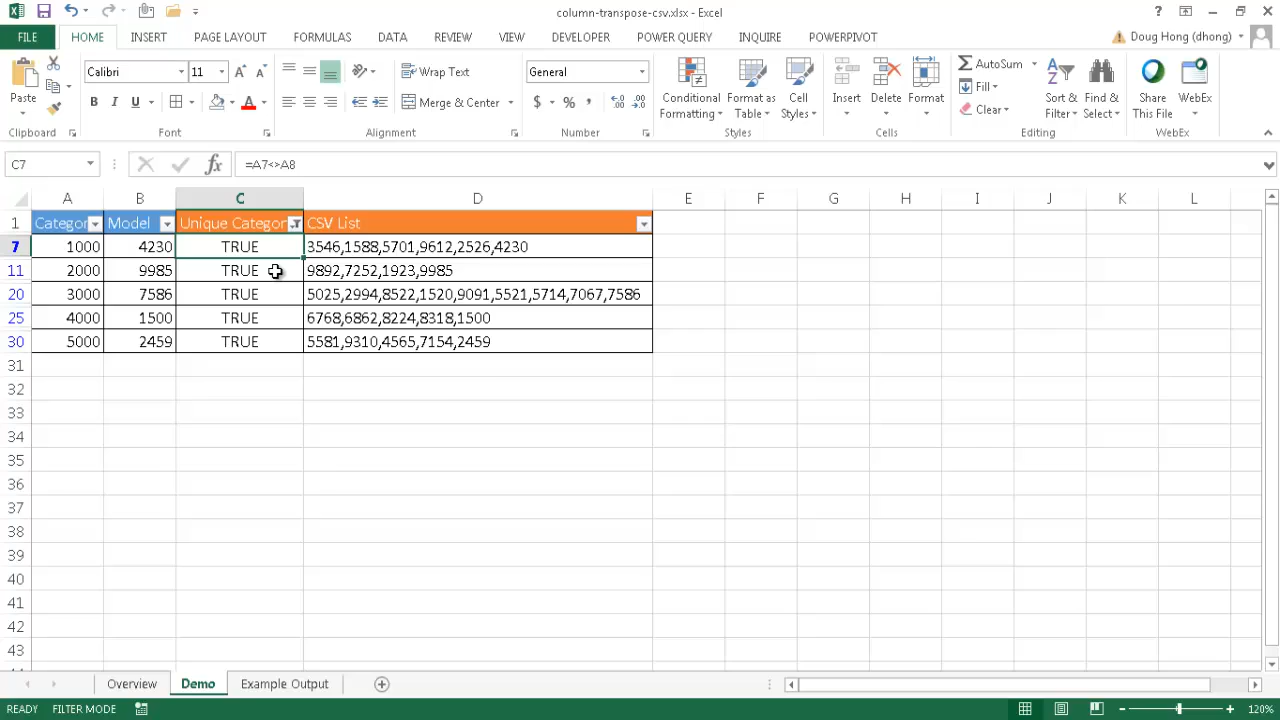 column-transpose-csv.xlsx - Excel
FILE HOME INSERT PAGE LAYOUT FORMULAS DATA REVIEW VIEW DEVELOPER POWER QUERY INQUIRE POWERPIVOT Doug Hong (dhong)
Paste
Calibri 11
B I U A
Wrap Text
Merge & Center
General
$ % ,
Conditional Formatting
Format as Table
Cell Styles
Insert
Delete
Format
AutoSum
Fill
Clear
Sort & Filter
Find & Select
Share This File
WebEx
Clipboard Font Alignment Number Styles Cells Editing WebEx
C7 fx =A7<>A8
A B C D E F G H I J K L
1 Categor Model Unique Categor CSV List
7 1000 4230 TRUE 3546,1588,5701,9612,2526,4230
11 2000 9985 TRUE 9892,7252,1923,9985
20 3000 7586 TRUE 5025,2994,8522,1520,9091,5521,5714,7067,7586
25 4000 1500 TRUE 6768,6862,8224,8318,1500
30 5000 2459 TRUE 5581,9310,4565,7154,2459
31
32
33
34
35
36
37
38
39
40
41
42
43
Overview Demo Example Output
READY FILTER MODE 120%